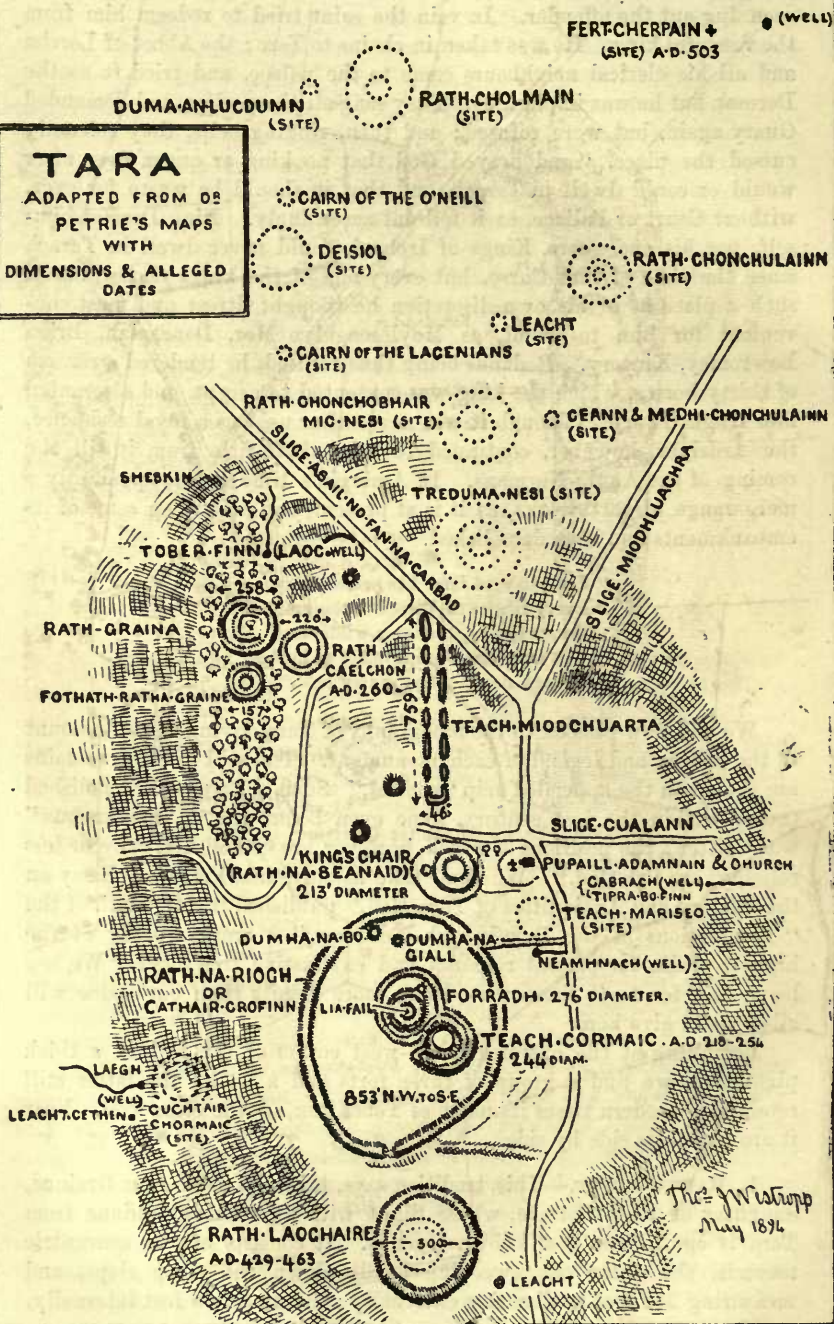 FERT-CHERPAIN +
(SITE) A·D·503
(WELL)
DUMA·AN·LUCDUMN
(SITE)
RATH-CHOLMAIN
(SITE)
TARA
ADAPTED FROM DR
PETRIE'S MAPS
WITH
DIMENSIONS & ALLEGED
DATES
CAIRN OF THE O'NEILL
(SITE)
DEISIOL
(SITE)
RATH·CHONCHULAINN
(SITE)
LEACHT
(SITE)
CAIRN OF THE LAGENIANS
(SITE)
RATH·CHONCHOBHAIR
MIC·NESI (SITE)
CEANN & MEDHI·CHONCHULAINN
(SITE)
SLIGE·ASAIL·NO·FAN·NA·CARBAD
SLIGE·MIODHLUACHRA
SHESKIN
TREDUMA·NESI (SITE)
TOBER·FINN (LAOC·WELL)
258
220'
RATH-GRAINA
RATH
CAELCHON
A·D·260
FOTHATH·RATHA·GRAINE
157
759
TEACH·MIODCHUARTA
46'
SLIGE·CUALANN
KING'S CHAIR
(RATH·NA·SEANAID)
213' DIAMETER
PUPAILL·ADAMNAIN & CHURCH
GABRACH (WELL)
TIPRA·BO·FINN
TEACH·MARISEO
(SITE)
DUMHA·NA·BO
DUMHA·NA·
GIALL
NEAMHNACH (WELL)
RATH·NA·RIOGH
OR
CATHAIR·CROFINN
LIA·FAIL
FORRADH. 276' DIAMETER.
TEACH·CORMAIC. A·D 218-254
244' DIAM.
853' N.W. TO S·E
LAEGH
(WELL)
LEACHT·CETHEN
CUCHTAIR
CHORMAIC
(SITE)
RATH·LAOGHAIRE
A·D·429-463
300
LEACHT
Thos J Westropp
May 1894